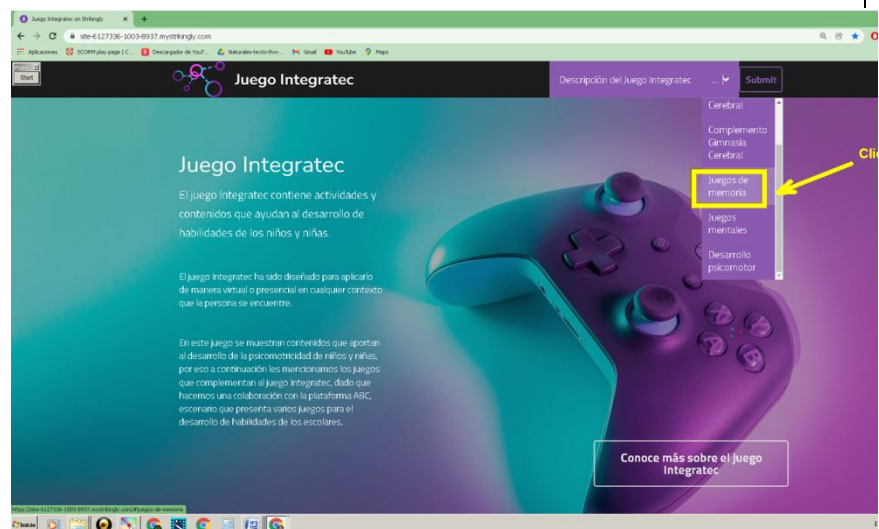 Juego Integratec on Strikingly
site-6127336-1003-8937.mystrikingly.com
Aplicaciones
SCORM play page | C...
Descargador de YouT...
Naturales-texto-8vo-...
Gmail
YouTube
Maps
Start
Juego Integratec
Descripción del Juego Integratec
...
Submit
Cerebral
Complemento
Gimnasia
Cerebral
Juegos de
memoria
Clic
Juegos
mentales
Desarrollo
psicomotor
Juego Integratec
El juego Integratec contiene actividades y
contenidos que ayudan al desarrollo de
habilidades de los niños y niñas.
El juego Integratec ha sido diseñado para aplicarlo
de manera virtual o presencial en cualquier contexto
que la persona se encuentre.
En este juego se muestran contenidos que aportan
al desarrollo de la psicomotricidad de niños y niñas,
por eso a continuación les mencionamos los juegos
que complementan al juego Integratec, dado que
hacemos una colaboración con la plataforma ABC,
escenario que presenta varios juegos para el
desarrollo de habilidades de los escolares.
Conoce más sobre el juego
Integratec
https://site-6127336-1003-8937.mystrikingly.com/#juegos-de-memoria
Inicio